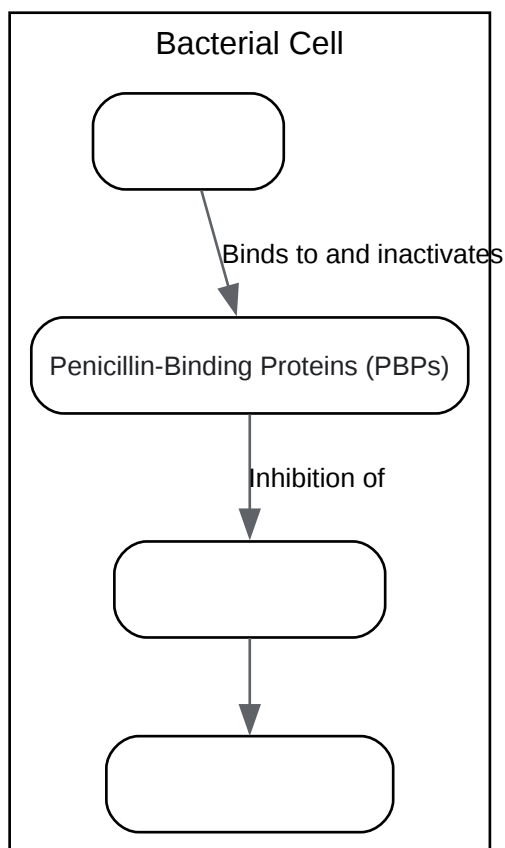 Bacterial Cell
Binds to and inactivates
Penicillin-Binding Proteins (PBPs)
Inhibition of